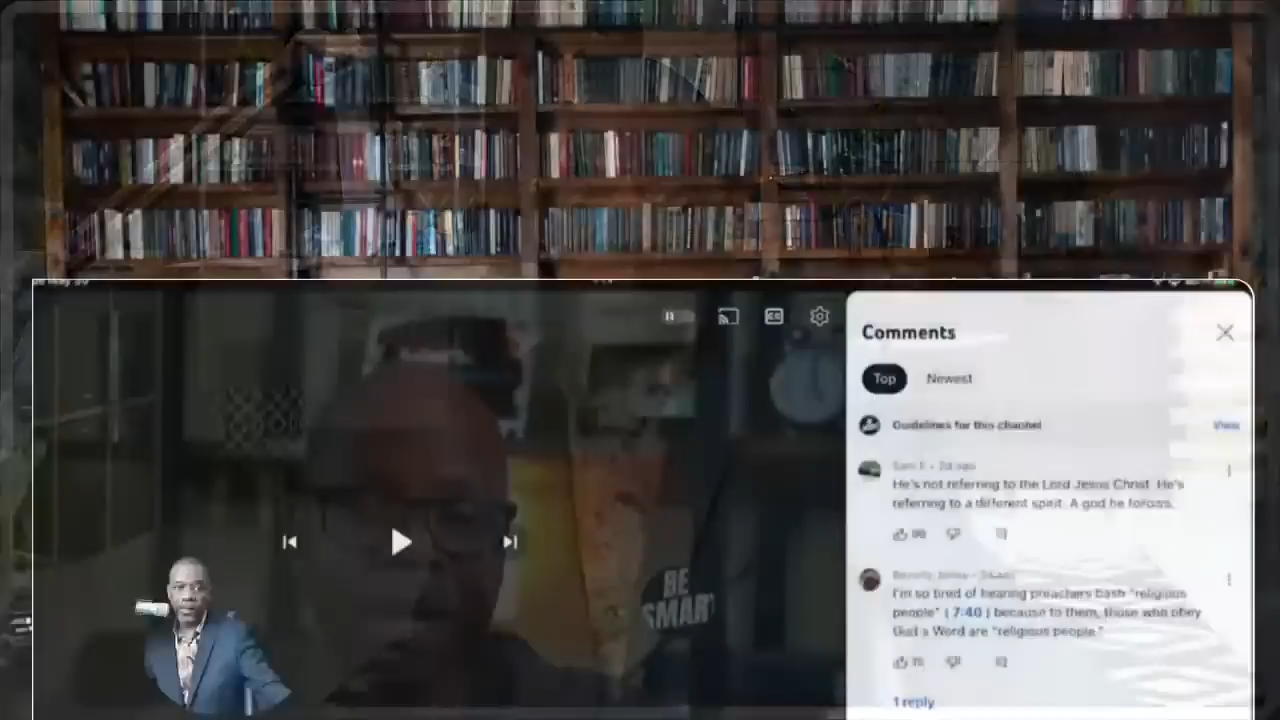 Comments
Top
Newest
Guidelines for this channel
View
2d ago
He's not referring to the Lord Jesus Christ. He's
referring to a different spirit. A god he
I'm so tired of hearing preachers bash "religious
people" ( 7:40 ) because to them, those who obey
God's Word are "religious people."
1 reply
BE
SMART